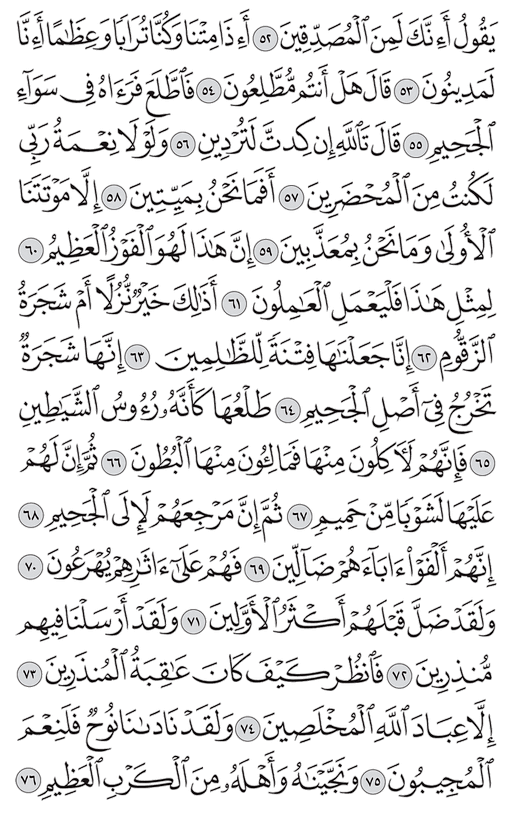 يَقُولُ أَءِنَّكَ لَمِنَ ٱلۡمُصَدِّقِينَ ٥٢ أَءِذَا مِتۡنَا وَكُنَّا تُرَابٗا وَعِظَٰمًا أَءِنَّا
لَمَدِينُونَ ٥٣ قَالَ هَلۡ أَنتُم مُّطَّلِعُونَ ٥٤ فَٱطَّلَعَ فَرَءَاهُ فِي سَوَآءِ
ٱلۡجَحِيمِ ٥٥ قَالَ تَٱللَّهِ إِن كِدتَّ لَتُرۡدِينِ ٥٦ وَلَوۡلَا نِعۡمَةُ رَبِّي
لَكُنتُ مِنَ ٱلۡمُحۡضَرِينَ ٥٧ أَفَمَا نَحۡنُ بِمَيِّتِينَ ٥٨ إِلَّا مَوۡتَتَنَا
ٱلۡأُولَىٰ وَمَا نَحۡنُ بِمُعَذَّبِينَ ٥٩ إِنَّ هَٰذَا لَهُوَ ٱلۡفَوۡزُ ٱلۡعَظِيمُ ٦٠
لِمِثۡلِ هَٰذَا فَلۡيَعۡمَلِ ٱلۡعَٰمِلُونَ ٦١ أَذَٰلِكَ خَيۡرٞ نُّزُلًا أَمۡ شَجَرَةُ
ٱلزَّقُّومِ ٦٢ إِنَّا جَعَلۡنَٰهَا فِتۡنَةٗ لِّلظَّٰلِمِينَ ٦٣ إِنَّهَا شَجَرَةٞ
تَخۡرُجُ فِيٓ أَصۡلِ ٱلۡجَحِيمِ ٦٤ طَلۡعُهَا كَأَنَّهُۥ رُءُوسُ ٱلشَّيَٰطِينِ
٦٥ فَإِنَّهُمۡ لَأٓكِلُونَ مِنۡهَا فَمَالِـُٔونَ مِنۡهَا ٱلۡبُطُونَ ٦٦ ثُمَّ إِنَّ لَهُمۡ
عَلَيۡهَا لَشَوۡبٗا مِّنۡ حَمِيمٖ ٦٧ ثُمَّ إِنَّ مَرۡجِعَهُمۡ لَإِلَى ٱلۡجَحِيمِ ٦٨
إِنَّهُمۡ أَلۡفَوۡاْ ءَابَآءَهُمۡ ضَآلِّينَ ٦٩ فَهُمۡ عَلَىٰٓ ءَاثَٰرِهِمۡ يُهۡرَعُونَ ٧٠
وَلَقَدۡ ضَلَّ قَبۡلَهُمۡ أَكۡثَرُ ٱلۡأَوَّلِينَ ٧١ وَلَقَدۡ أَرۡسَلۡنَا فِيهِم
مُّنذِرِينَ ٧٢ فَٱنظُرۡ كَيۡفَ كَانَ عَٰقِبَةُ ٱلۡمُنذَرِينَ ٧٣
إِلَّا عِبَادَ ٱللَّهِ ٱلۡمُخۡلَصِينَ ٧٤ وَلَقَدۡ نَادَىٰنَا نُوحٞ فَلَنِعۡمَ
ٱلۡمُجِيبُونَ ٧٥ وَنَجَّيۡنَٰهُ وَأَهۡلَهُۥ مِنَ ٱلۡكَرۡبِ ٱلۡعَظِيمِ ٧٦